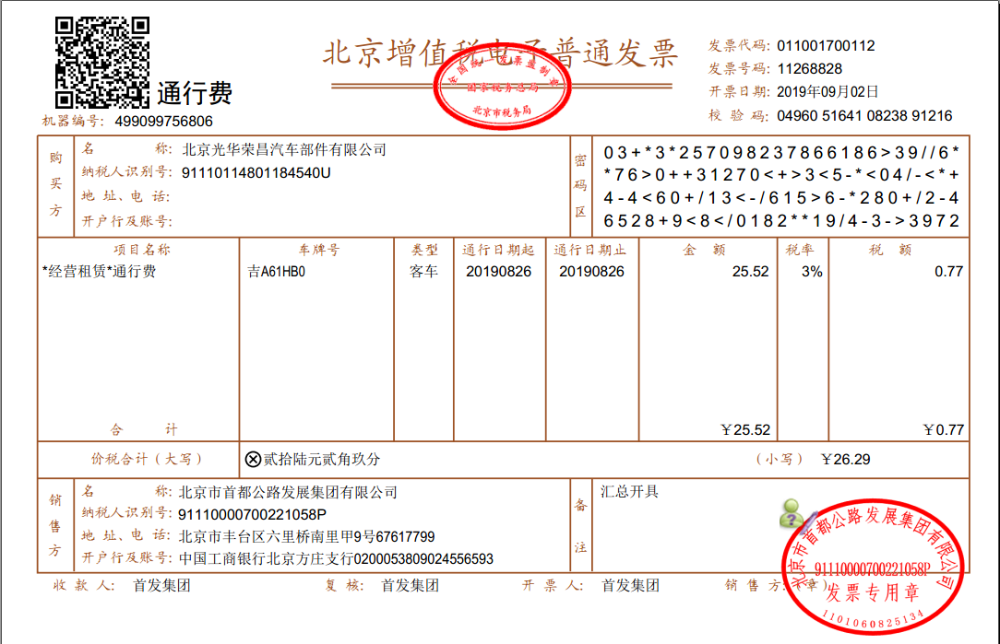 北京增值税电子普通发票
全国统一发票监制章
国家税务总局
北京市税务局
通行费
机器编号: 499099756806
发票代码: 011001700112
发票号码: 11268828
开票日期: 2019年09月02日
校 验 码: 04960 51641 08238 91216
购买方
名 称: 北京光华荣昌汽车部件有限公司
纳税人识别号: 91110114801184540U
地 址、电 话:
开户行及账号:
密码区
03+*3*25709823786​6186>39//6*
*76>0++31270<+>3<5-*<04/-<*+
4-4<60+/13<-/615>6-*280+/2-4
6528+9<8</0182**19/4-3->3972
项目名称 车牌号 类型 通行日期起 通行日期止 金 额 税率 税 额
*经营租赁*通行费 吉A61HB0 客车 20190826 20190826 25.52 3% 0.77
合 计 ￥25.52 ￥0.77
价税合计（大写） ⊗贰拾陆元贰角玖分 （小写） ￥26.29
销售方
名 称: 北京市首都公路发展集团有限公司
纳税人识别号: 91110000700221058P
地 址、电 话: 北京市丰台区六里桥南里甲9号67617799
开户行及账号: 中国工商银行北京方庄支行0200053809024556593
备注
汇总开具
收 款 人: 首发集团 复 核: 首发集团 开 票 人: 首发集团 销 售 方:（章）
北京市首都公路发展集团有限公司
91110000700221058P
发票专用章
1101060825134